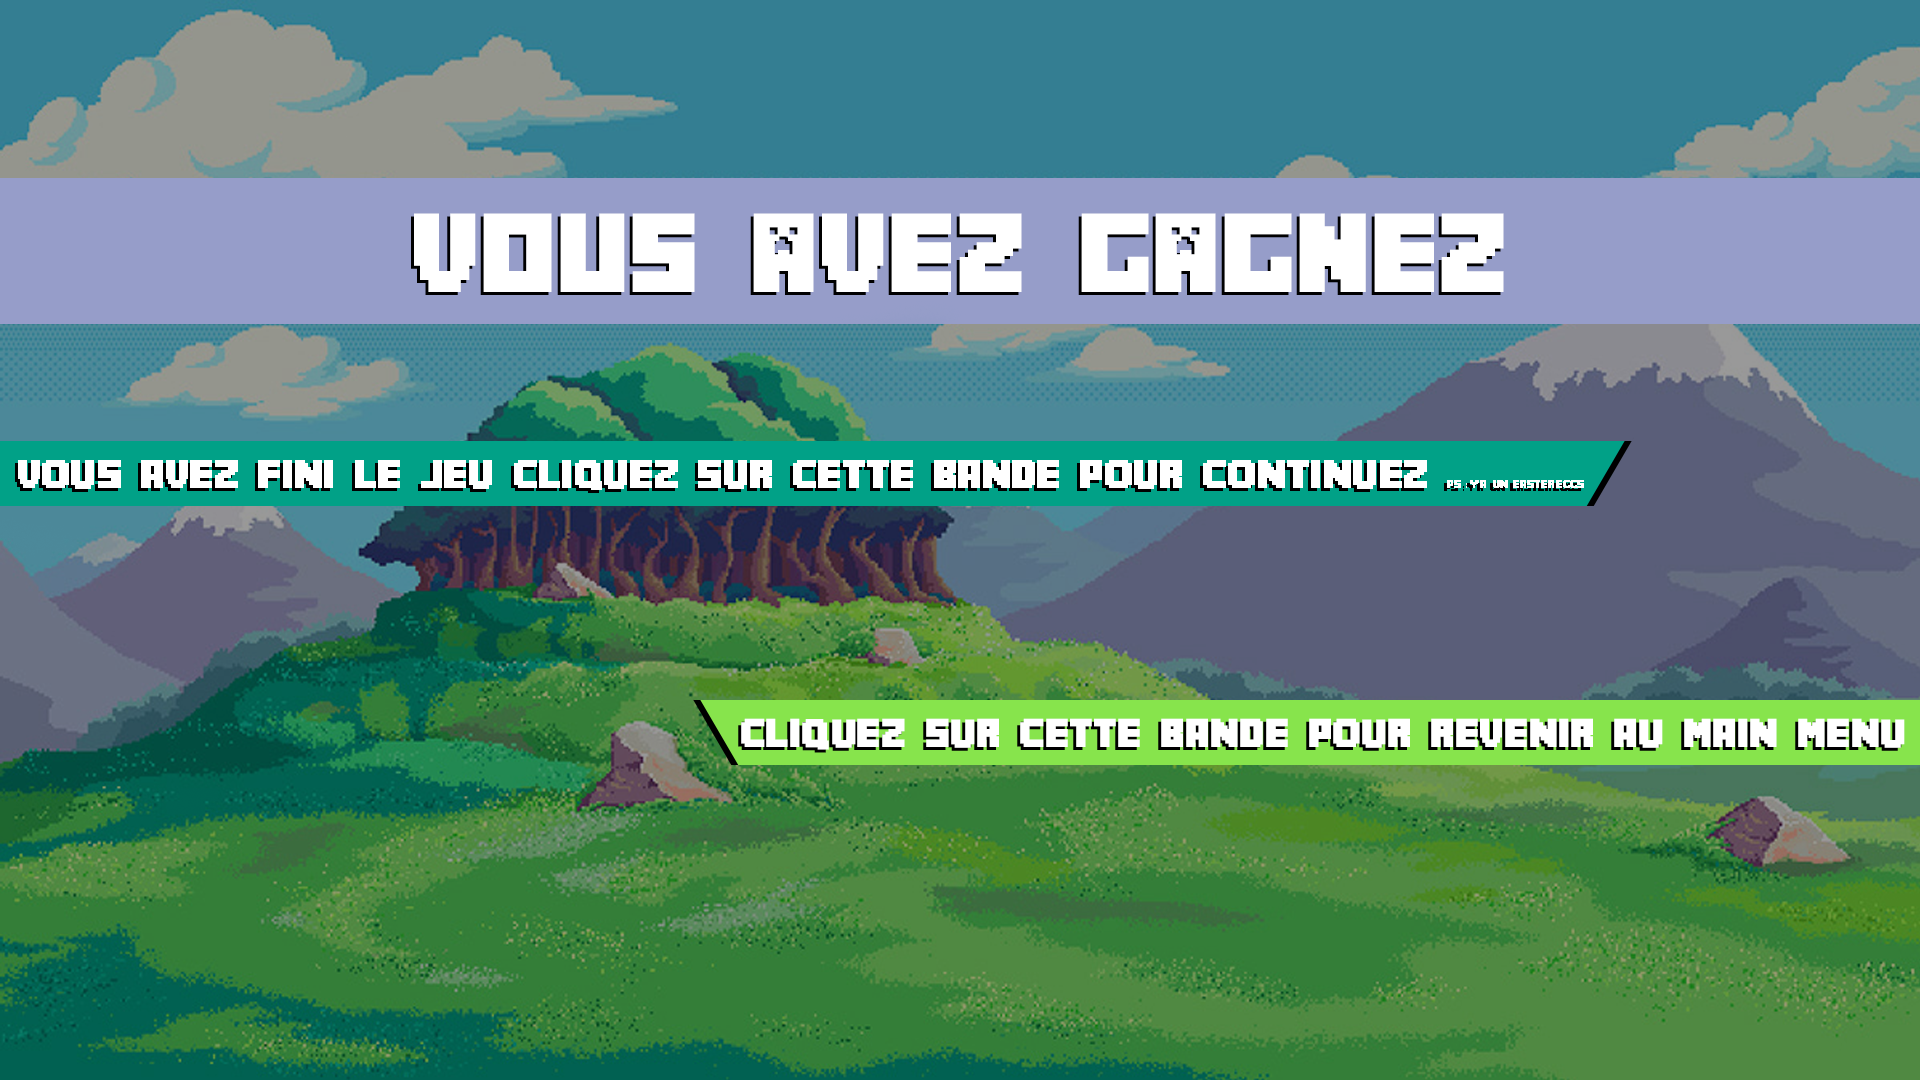 VOUS AVEZ GAGNEZ
VOUS AVEZ FINI LE JEU CLIQUEZ SUR CETTE BANDE POUR CONTINUEZ PS :YA UN EASTEREGGS
CLIQUEZ SUR CETTE BANDE POUR REVENIR AU MAIN MENU